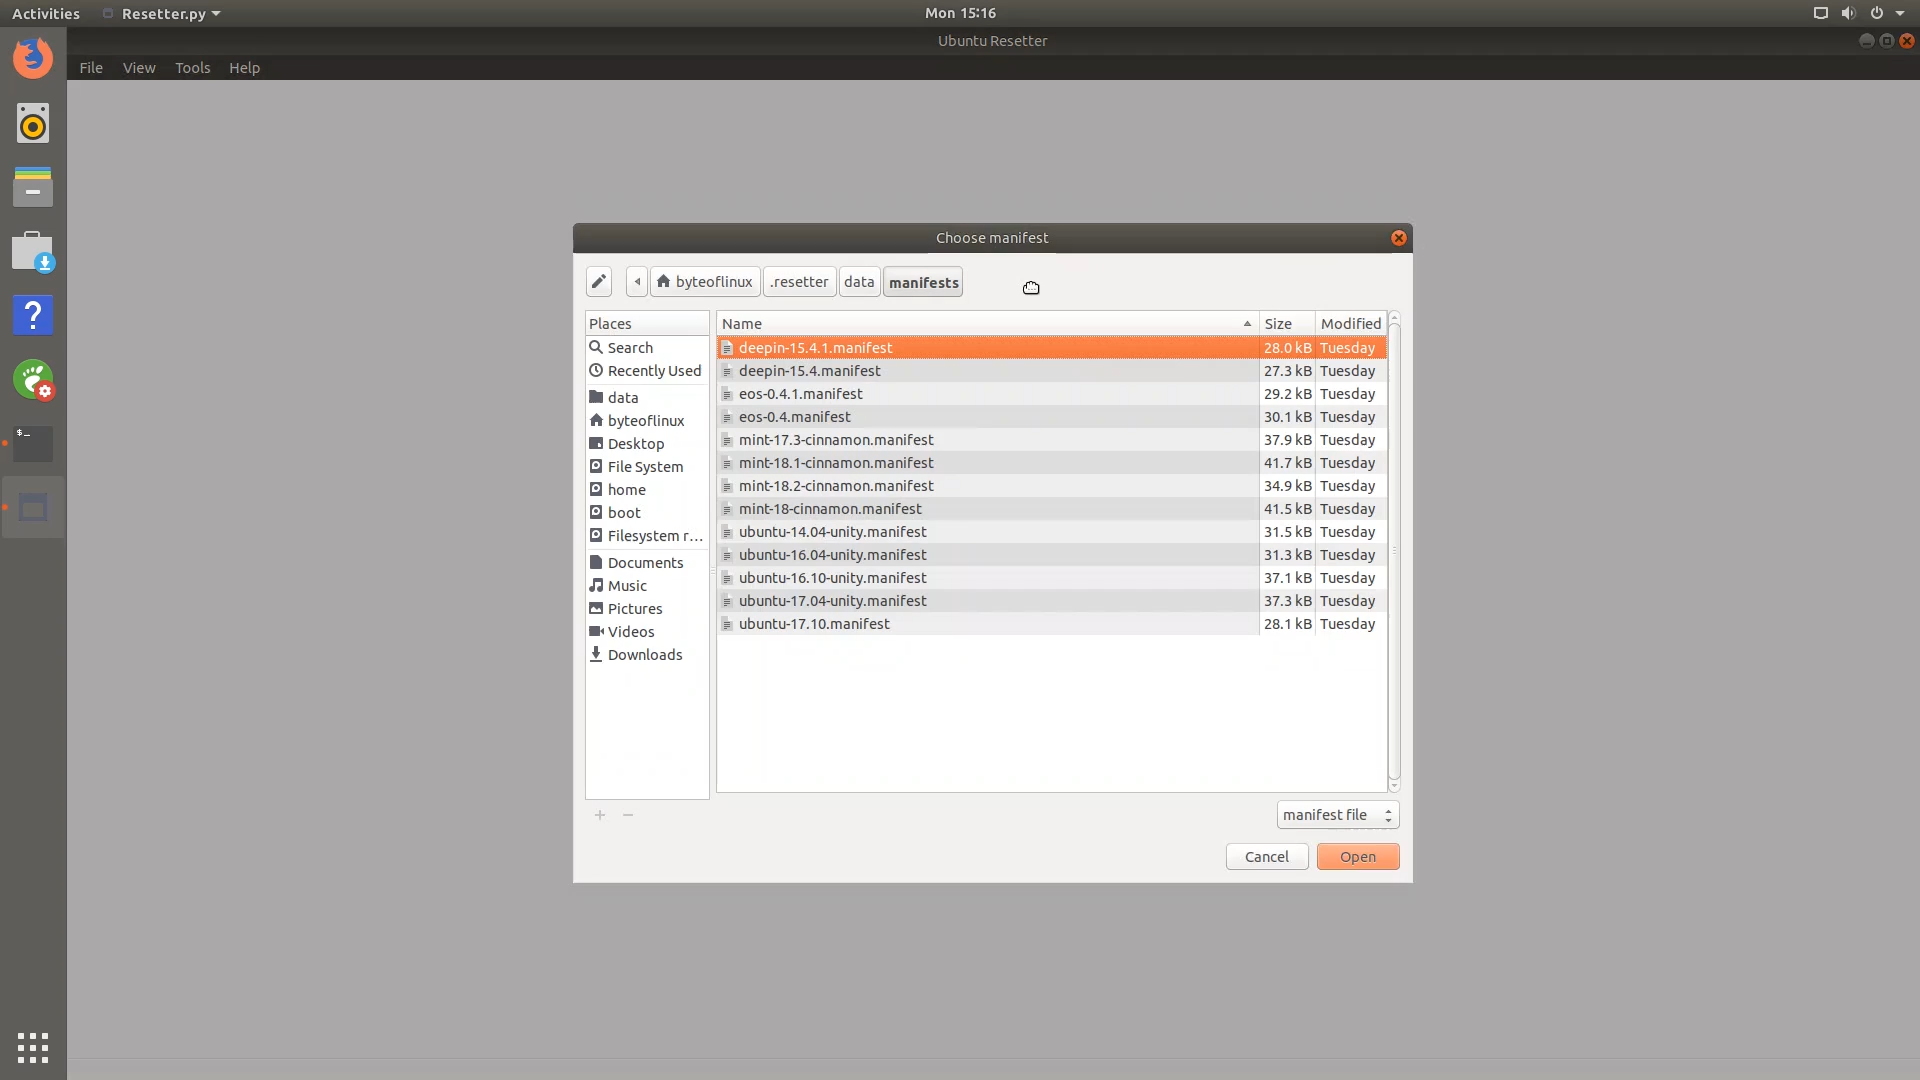 Activities Resetter.py Mon 15:16
Ubuntu Resetter
File View Tools Help
Choose manifest
byteoflinux .resetter data manifests
Places
Search
Recently Used
data
byteoflinux
Desktop
File System
home
boot
Filesystem r...
Documents
Music
Pictures
Videos
Downloads
Name Size Modified
deepin-15.4.1.manifest 28.0 kB Tuesday
deepin-15.4.manifest 27.3 kB Tuesday
eos-0.4.1.manifest 29.2 kB Tuesday
eos-0.4.manifest 30.1 kB Tuesday
mint-17.3-cinnamon.manifest 37.9 kB Tuesday
mint-18.1-cinnamon.manifest 41.7 kB Tuesday
mint-18.2-cinnamon.manifest 34.9 kB Tuesday
mint-18-cinnamon.manifest 41.5 kB Tuesday
ubuntu-14.04-unity.manifest 31.5 kB Tuesday
ubuntu-16.04-unity.manifest 31.3 kB Tuesday
ubuntu-16.10-unity.manifest 37.1 kB Tuesday
ubuntu-17.04-unity.manifest 37.3 kB Tuesday
ubuntu-17.10.manifest 28.1 kB Tuesday
manifest file
Cancel Open